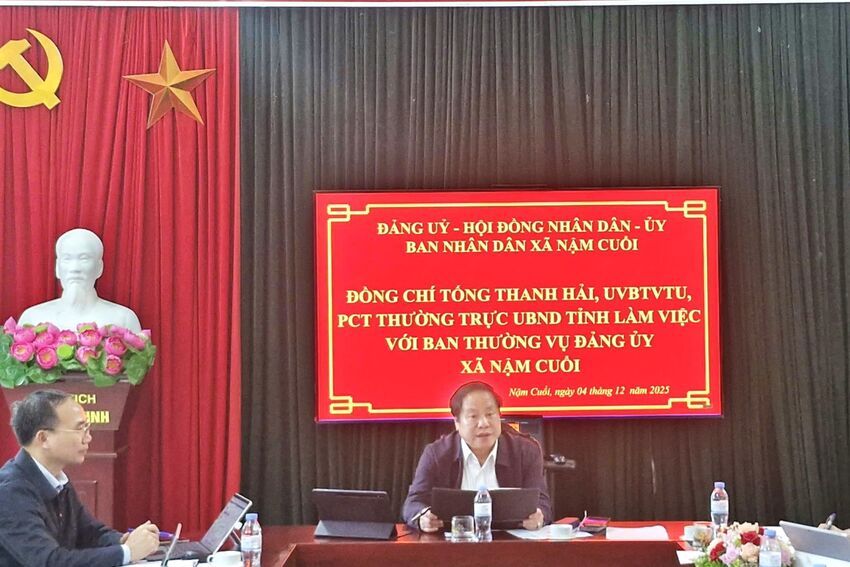 ĐẢNG UỶ - HỘI ĐỒNG NHÂN DÂN - ỦY
BAN NHÂN DÂN XÃ NẬM CUỔI
ĐỒNG CHÍ TỐNG THANH HẢI, UVBTVTU,
PCT THƯỜNG TRỰC UBND TỈNH LÀM VIỆC
VỚI BAN THƯỜNG VỤ ĐẢNG ỦY
XÃ NẬM CUỔI
Nậm Cuổi, ngày 04 tháng 12 năm 2025
TỊCH
MINH